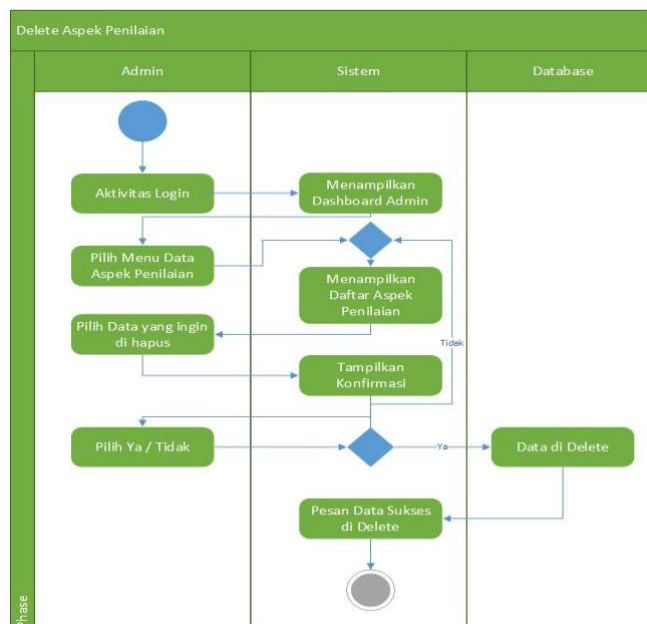 Delete Aspek Penilaian
Admin
Sistem
Database
Aktivitas Login
Menampilkan
Dashboard Admin
Pilih Menu Data
Aspek Penilaian
Menampilkan
Daftar Aspek
Penilaian
Pilih Data yang ingin
di hapus
Tidak
Tampilkan
Konfirmasi
Pilih Ya / Tidak
Ya
Data di Delete
Pesan Data Sukses
di Delete
Phase